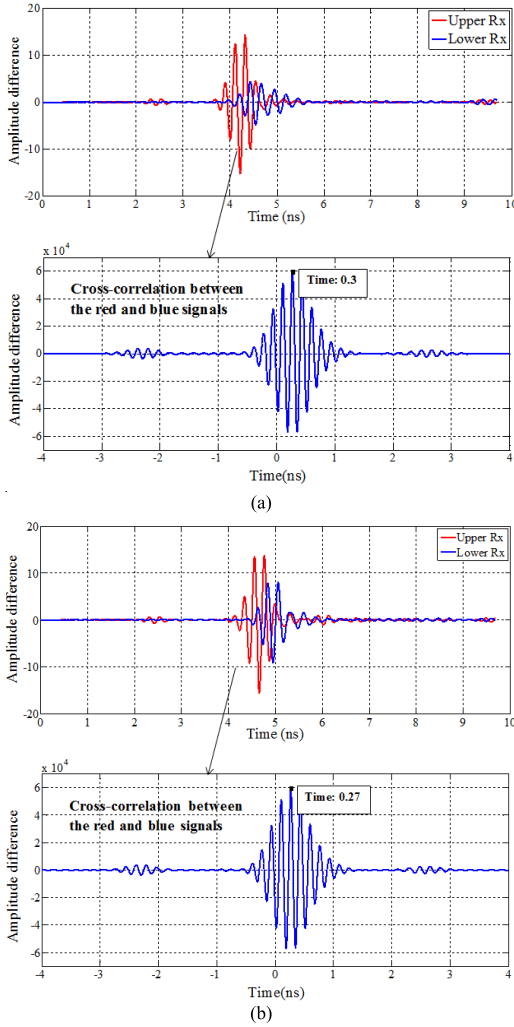 Upper Rx
Lower Rx
20
10
0
-10
-20
Amplitude difference
0 1 2 3 4 5 6 7 8 9 10
Time (ns)
x 10^4
Cross-correlation between
the red and blue signals
Time: 0.3
6
4
2
0
-2
-4
-6
Amplitude difference
-4 -3 -2 -1 0 1 2 3 4
Time(ns)
(a)
Upper Rx
Lower Rx
20
10
0
-10
-20
Amplitude difference
0 1 2 3 4 5 6 7 8 9 10
Time (ns)
x 10^4
Cross-correlation between
the red and blue signals
Time: 0.27
6
4
2
0
-2
-4
-6
Amplitude difference
-4 -3 -2 -1 0 1 2 3 4
Time(ns)
(b)